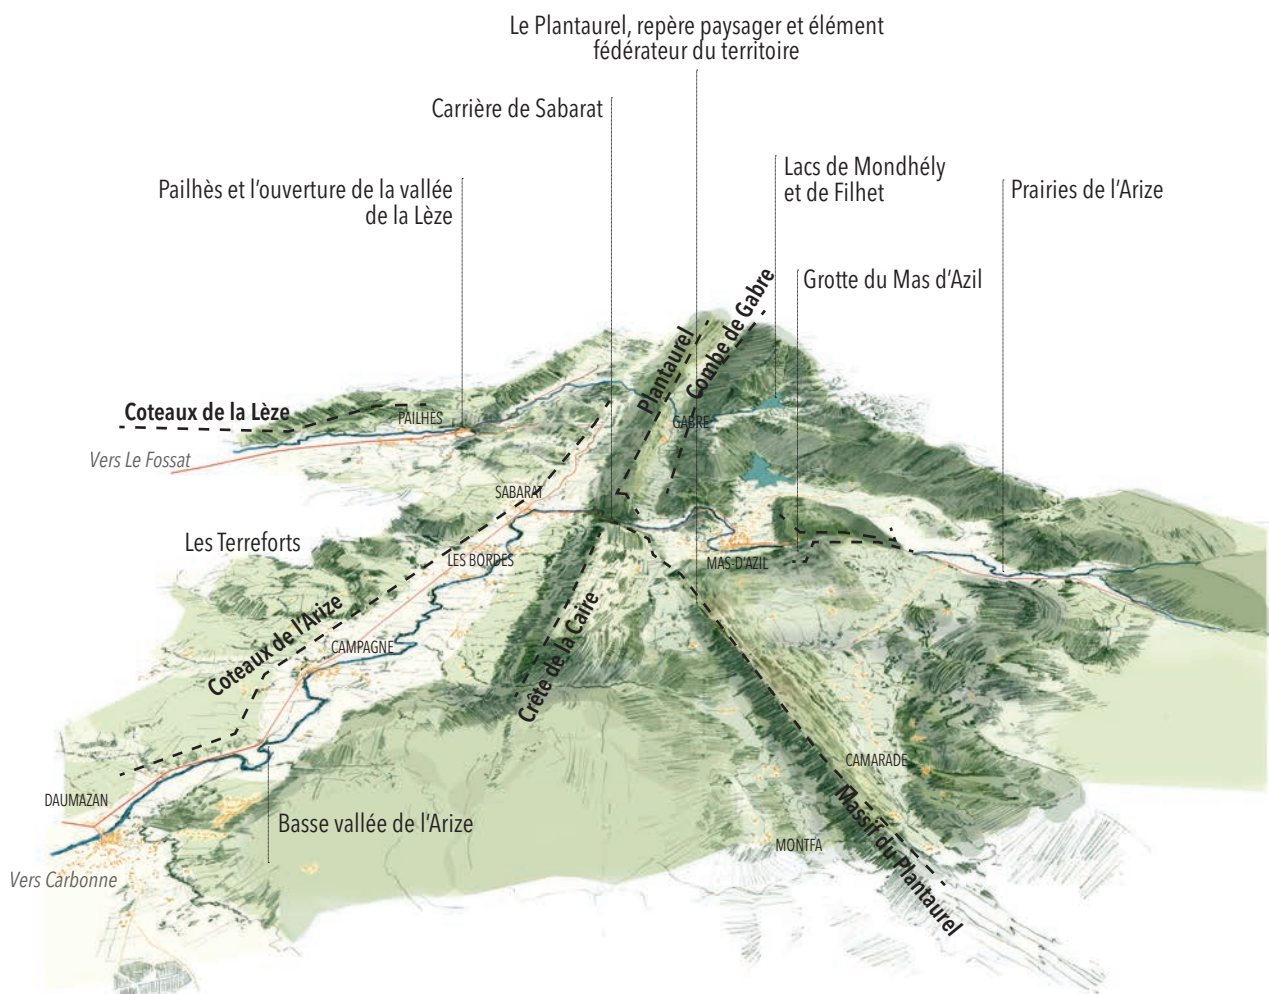 Le Plantaurel, repère paysager et élément
fédérateur du territoire
Carrière de Sabarat
Lacs de Mondhély
et de Filhet
Pailhès et l'ouverture de la vallée
de la Lèze
Prairies de l'Arize
Grotte du Mas d'Azil
Combe de Gabre
Plantaurel
Coteaux de la Lèze
PAILHÈS
GABRE
Vers Le Fossat
SABARAT
Les Terreforts
LES BORDES
MAS-D'AZIL
Coteaux de l'Arize
CAMPAGNE
Crête de la Caire
CAMARADE
DAUMAZAN
Basse vallée de l'Arize
Massif du Plantaurel
MONTFA
Vers Carbonne